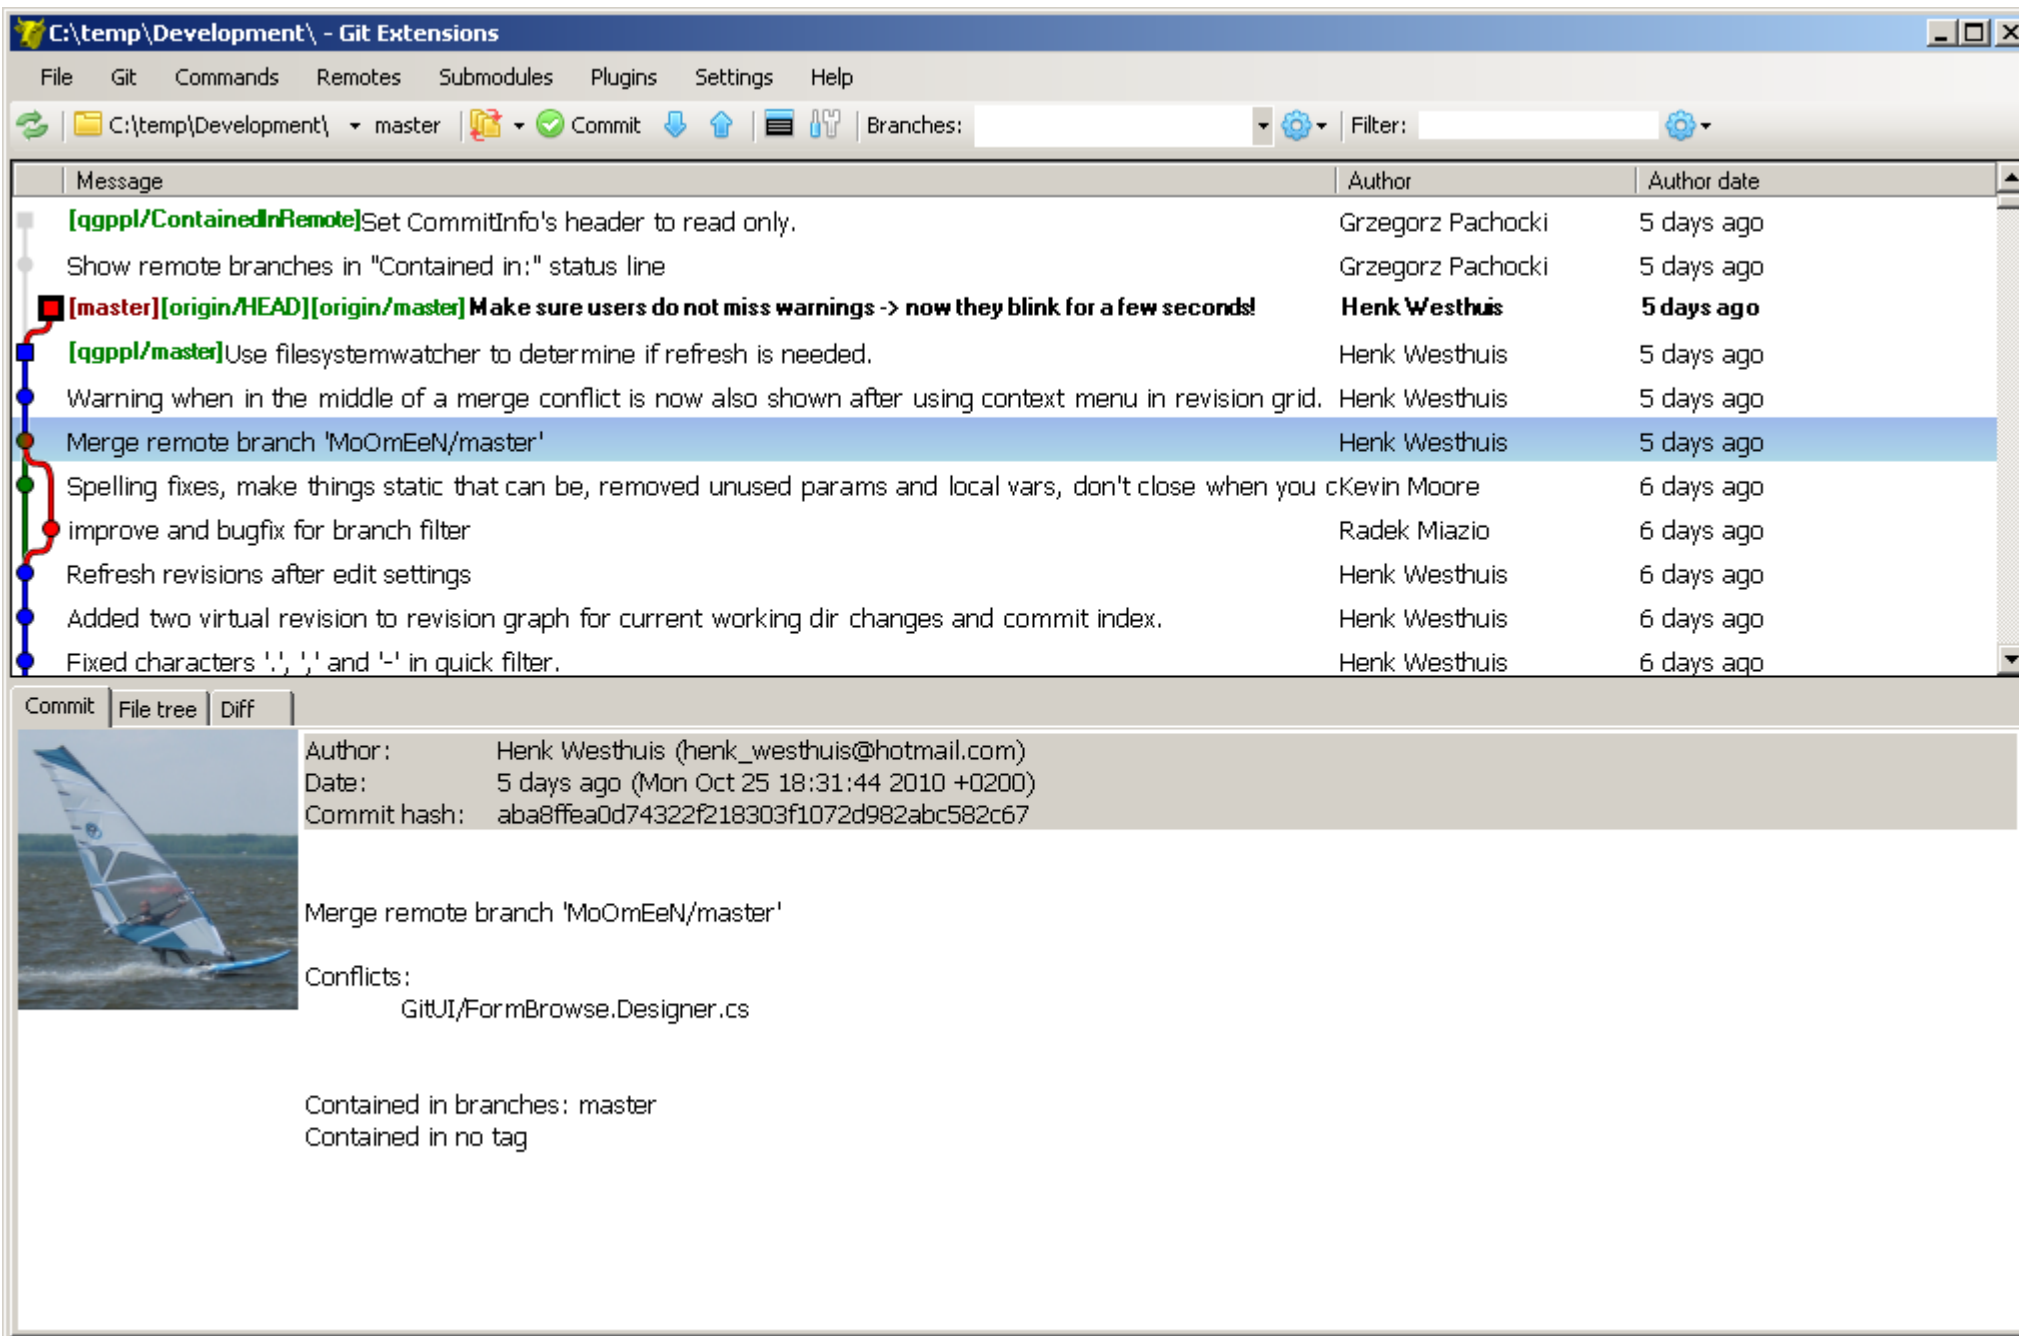 C:\temp\Development\ - Git Extensions
File Git Commands Remotes Submodules Plugins Settings Help
C:\temp\Development\ master Commit Branches: Filter:
Message Author Author date
[qgppl/ContainedInRemote]Set CommitInfo's header to read only. Grzegorz Pachocki 5 days ago
Show remote branches in "Contained in:" status line Grzegorz Pachocki 5 days ago
[master][origin/HEAD][origin/master] Make sure users do not miss warnings -> now they blink for a few seconds! Henk Westhuis 5 days ago
[qgppl/master]Use filesystemwatcher to determine if refresh is needed. Henk Westhuis 5 days ago
Warning when in the middle of a merge conflict is now also shown after using context menu in revision grid. Henk Westhuis 5 days ago
Merge remote branch 'MoOmEeN/master' Henk Westhuis 5 days ago
Spelling fixes, make things static that can be, removed unused params and local vars, don't close when you c Kevin Moore 6 days ago
improve and bugfix for branch filter Radek Miazio 6 days ago
Refresh revisions after edit settings Henk Westhuis 6 days ago
Added two virtual revision to revision graph for current working dir changes and commit index. Henk Westhuis 6 days ago
Fixed characters '.', ',' and '-' in quick filter. Henk Westhuis 6 days ago
Commit File tree Diff
Author: Henk Westhuis (henk_westhuis@hotmail.com)
Date: 5 days ago (Mon Oct 25 18:31:44 2010 +0200)
Commit hash: aba8ffea0d74322f218303f1072d982abc582c67
Merge remote branch 'MoOmEeN/master'
Conflicts:
GitUI/FormBrowse.Designer.cs
Contained in branches: master
Contained in no tag